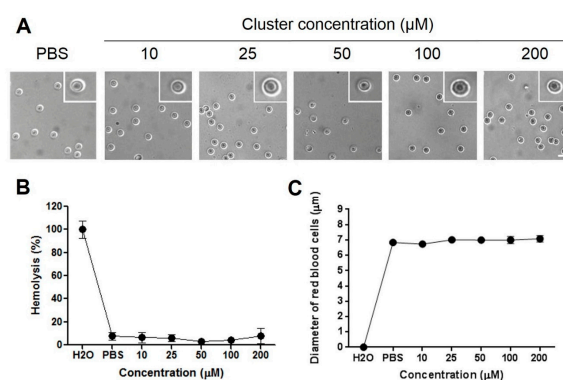 A
Cluster concentration (µM)
PBS 10 25 50 100 200
B
Hemolysis (%)
120
100
80
60
40
20
0
H2O PBS 10 25 50 100 200
Concentration (µM)
C
Diameter of red blood cells (µm)
9
8
7
6
5
4
3
2
1
0
H2O PBS 10 25 50 100 200
Concentration (µM)